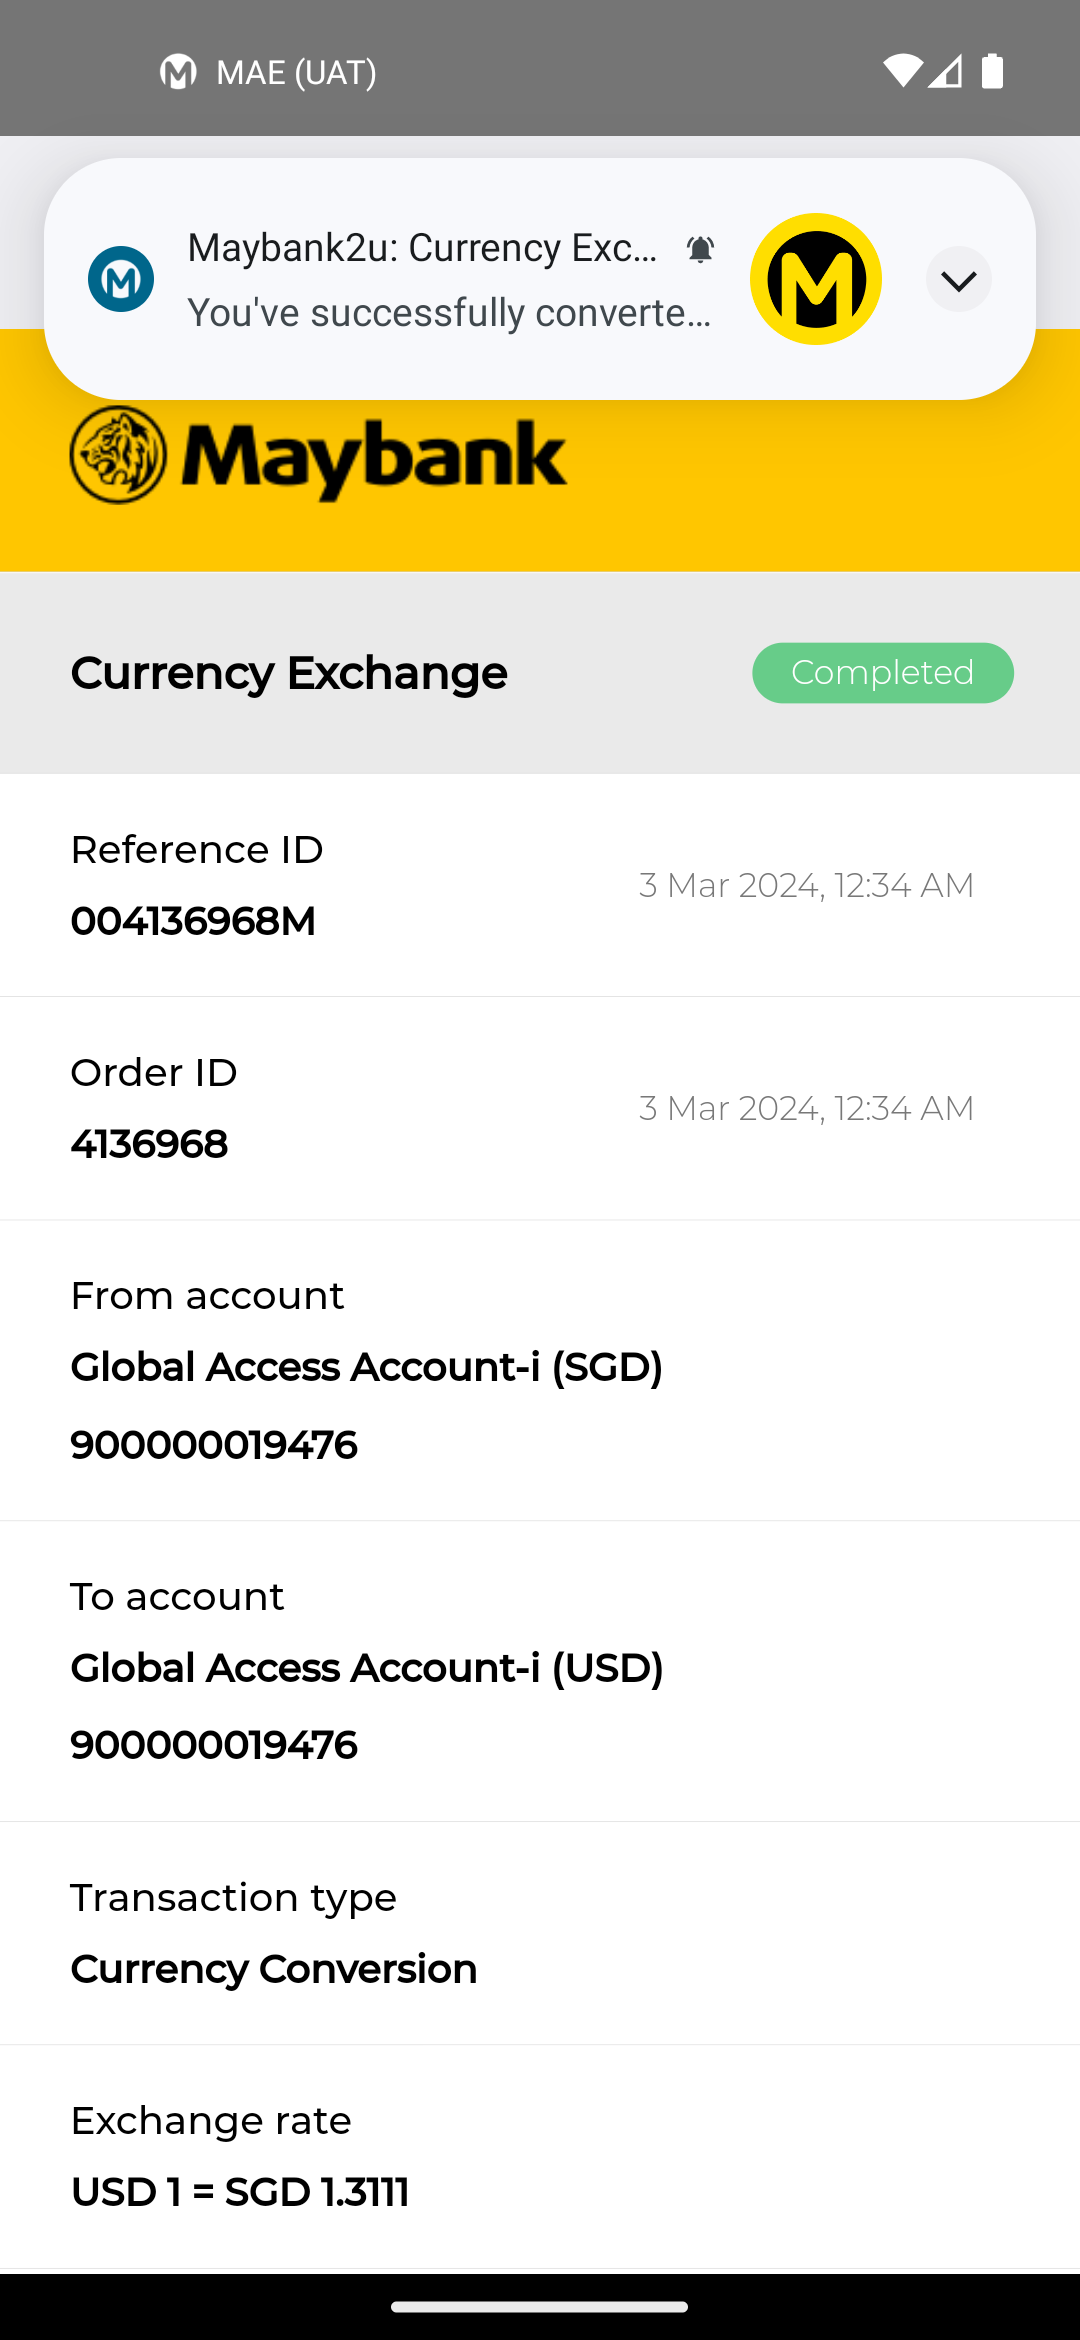 MAE (UAT)
Maybank2u: Currency Exc...
You've successfully converte...
Maybank
Currency Exchange
Completed
Reference ID
004136968M
3 Mar 2024, 12:34 AM
Order ID
4136968
3 Mar 2024, 12:34 AM
From account
Global Access Account-i (SGD)
900000019476
To account
Global Access Account-i (USD)
900000019476
Transaction type
Currency Conversion
Exchange rate
USD 1 = SGD 1.3111